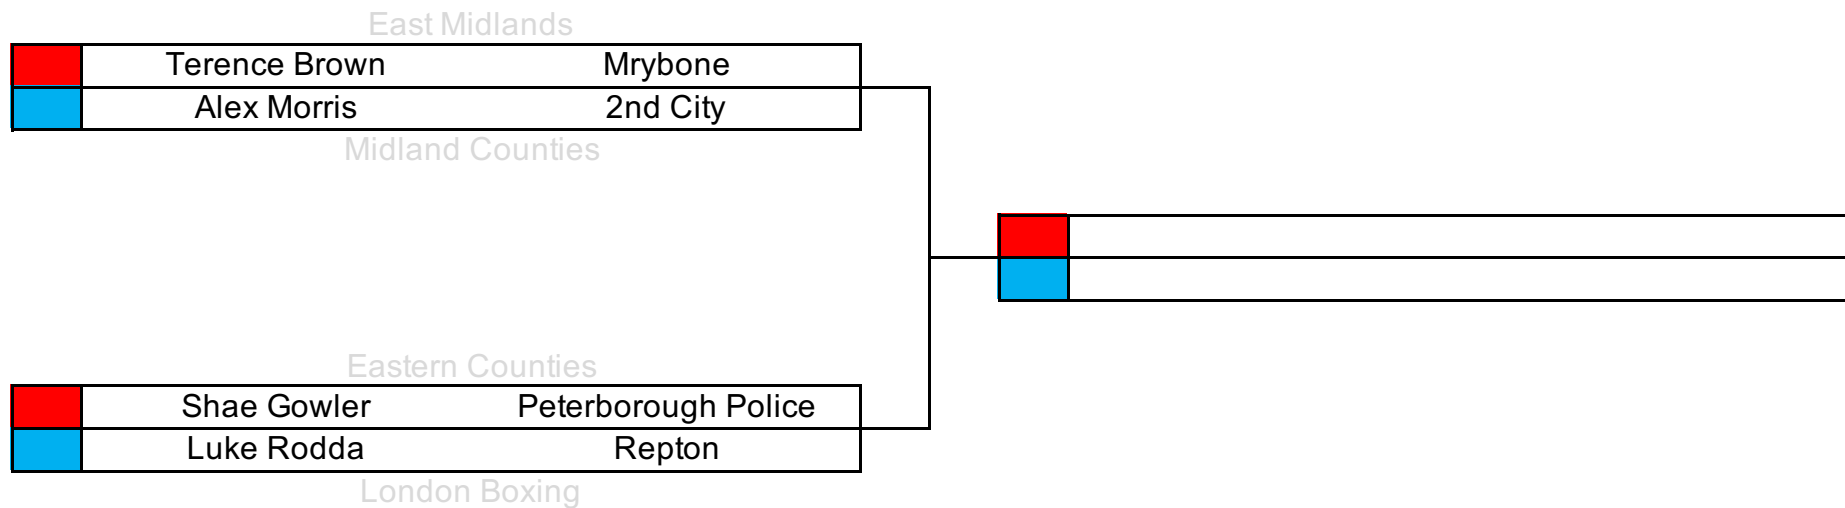 East Midlands
Terence Brown Mrybone
Alex Morris 2nd City
Midland Counties
Eastern Counties
Shae Gowler Peterborough Police
Luke Rodda Repton
London Boxing